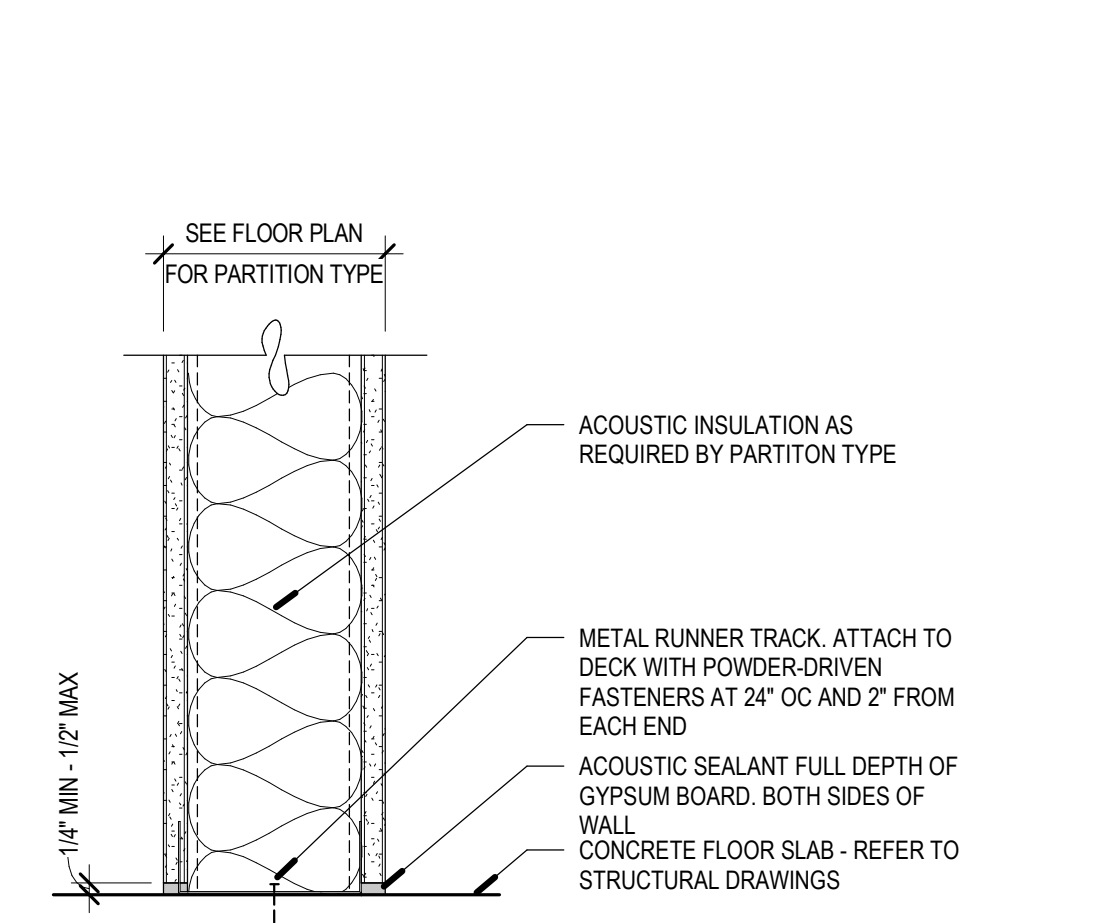 SEE FLOOR PLAN
FOR PARTITION TYPE
ACOUSTIC INSULATION AS
REQUIRED BY PARTITON TYPE
METAL RUNNER TRACK. ATTACH TO
DECK WITH POWDER-DRIVEN
FASTENERS AT 24" OC AND 2" FROM
EACH END
1/4" MIN - 1/2" MAX
ACOUSTIC SEALANT FULL DEPTH OF
GYPSUM BOARD. BOTH SIDES OF
WALL
CONCRETE FLOOR SLAB - REFER TO
STRUCTURAL DRAWINGS